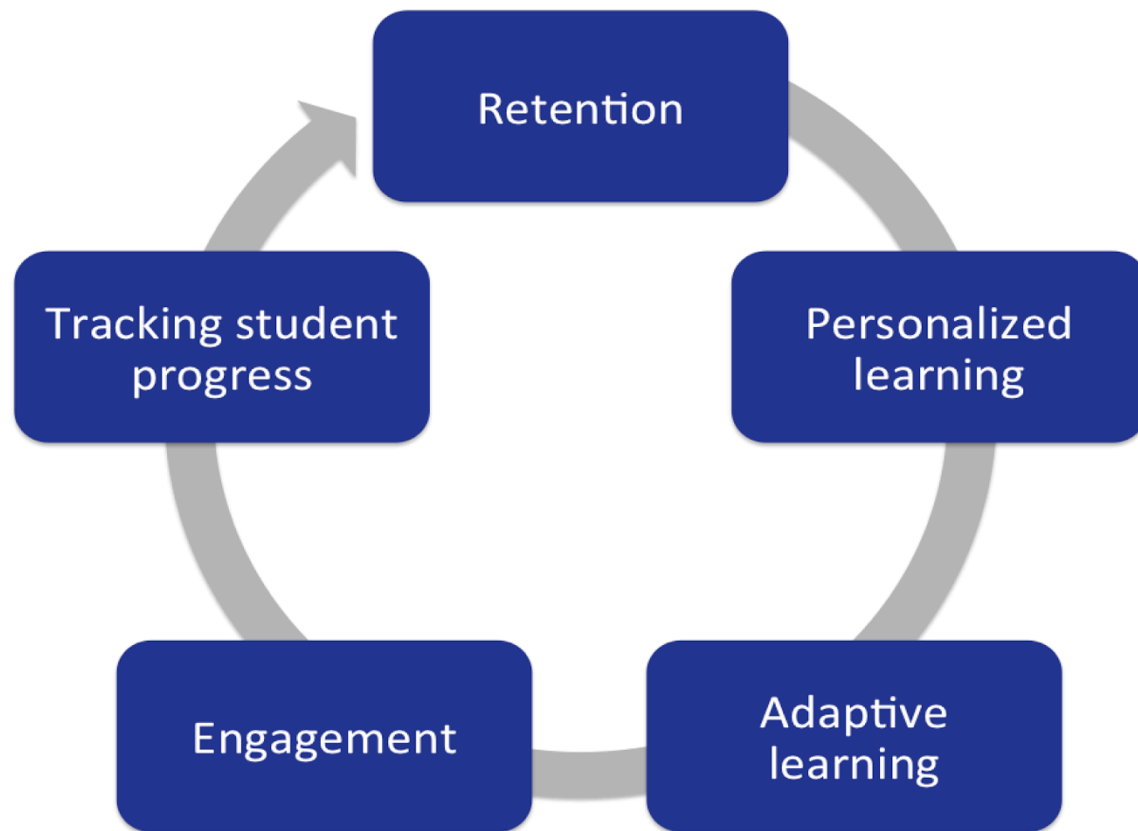 Retention
Personalized
learning
Adaptive
learning
Engagement
Tracking student
progress